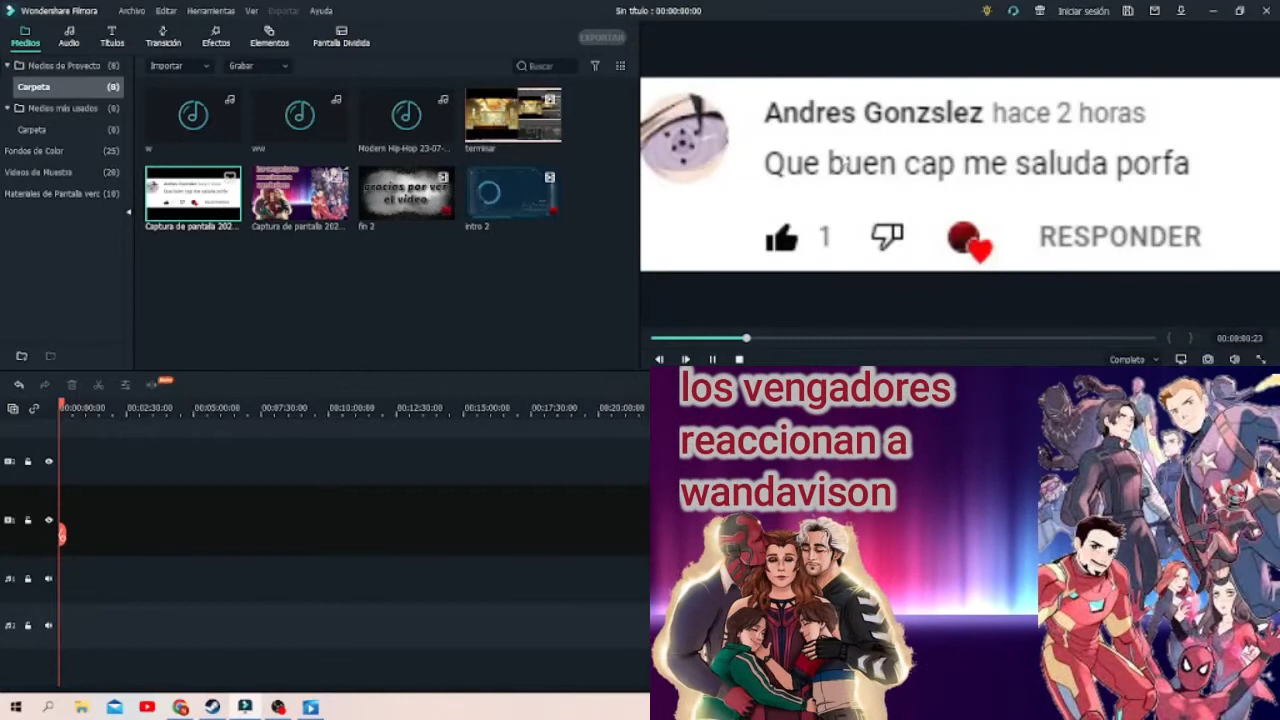 Wondershare Filmora
Archivo Editar Herramientas Ver Exportar Ayuda
Sin título : 00:00:00:00
Iniciar sesión
Medios Audio Títulos Transición Efectos Elementos Pantalla Dividida
EXPORTAR
Medios de Proyecto (8)
Carpeta (8)
Medios más usados (0)
Carpeta (0)
Fondos de Color (25)
Videos de Muestra (20)
Materiales de Pantalla verd (10)
Importar
Grabar
Buscar
w
ww
Modern Hip-Hop 23-07-...
terminar
Captura de pantalla 202...
Captura de pantalla 202...
fin 2
intro 2
gracias por ver
el vídeo
Andres Gonzslez hace 2 horas
Que buen cap me saluda porfa
1
RESPONDER
00:00:00:23
Completo
00:00:00:00 00:02:30:00 00:05:00:00 00:07:30:00 00:10:00:00 00:12:30:00 00:15:00:00 00:17:30:00 00:20:00:00
los vengadores
reaccionan a
wandavison